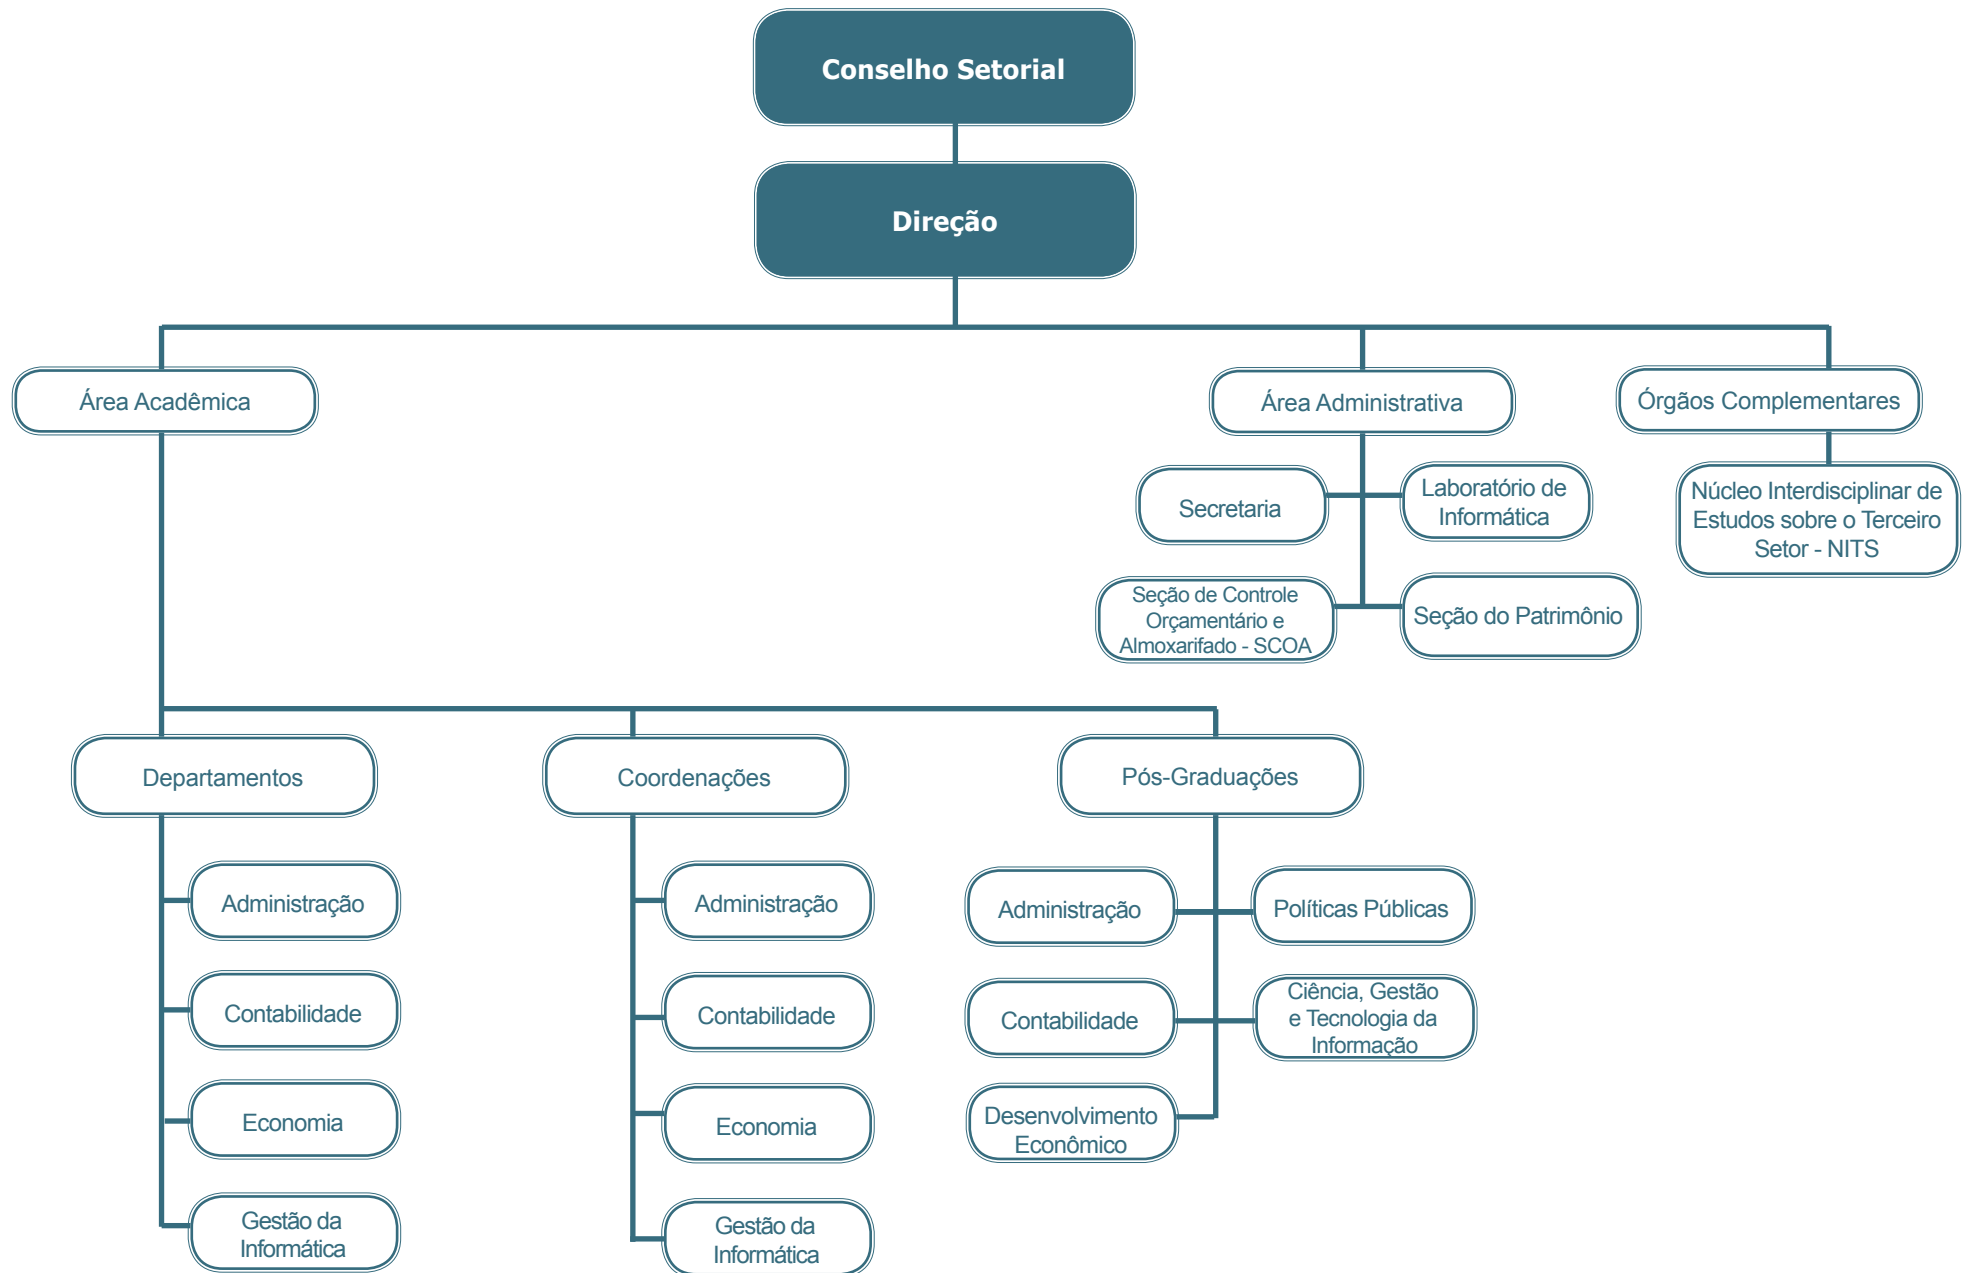 Conselho Setorial
Direção
Área Acadêmica
Área Administrativa
Órgãos Complementares
Secretaria
Laboratório de
Informática
Núcleo Interdisciplinar de
Estudos sobre o Terceiro
Setor - NITS
Seção de Controle
Orçamentário e
Almoxarifado - SCOA
Seção do Patrimônio
Departamentos
Coordenações
Pós-Graduações
Administração
Contabilidade
Economia
Gestão da
Informática
Administração
Contabilidade
Economia
Gestão da
Informática
Administração
Políticas Públicas
Contabilidade
Ciência, Gestão
e Tecnologia da
Informação
Desenvolvimento
Econômico